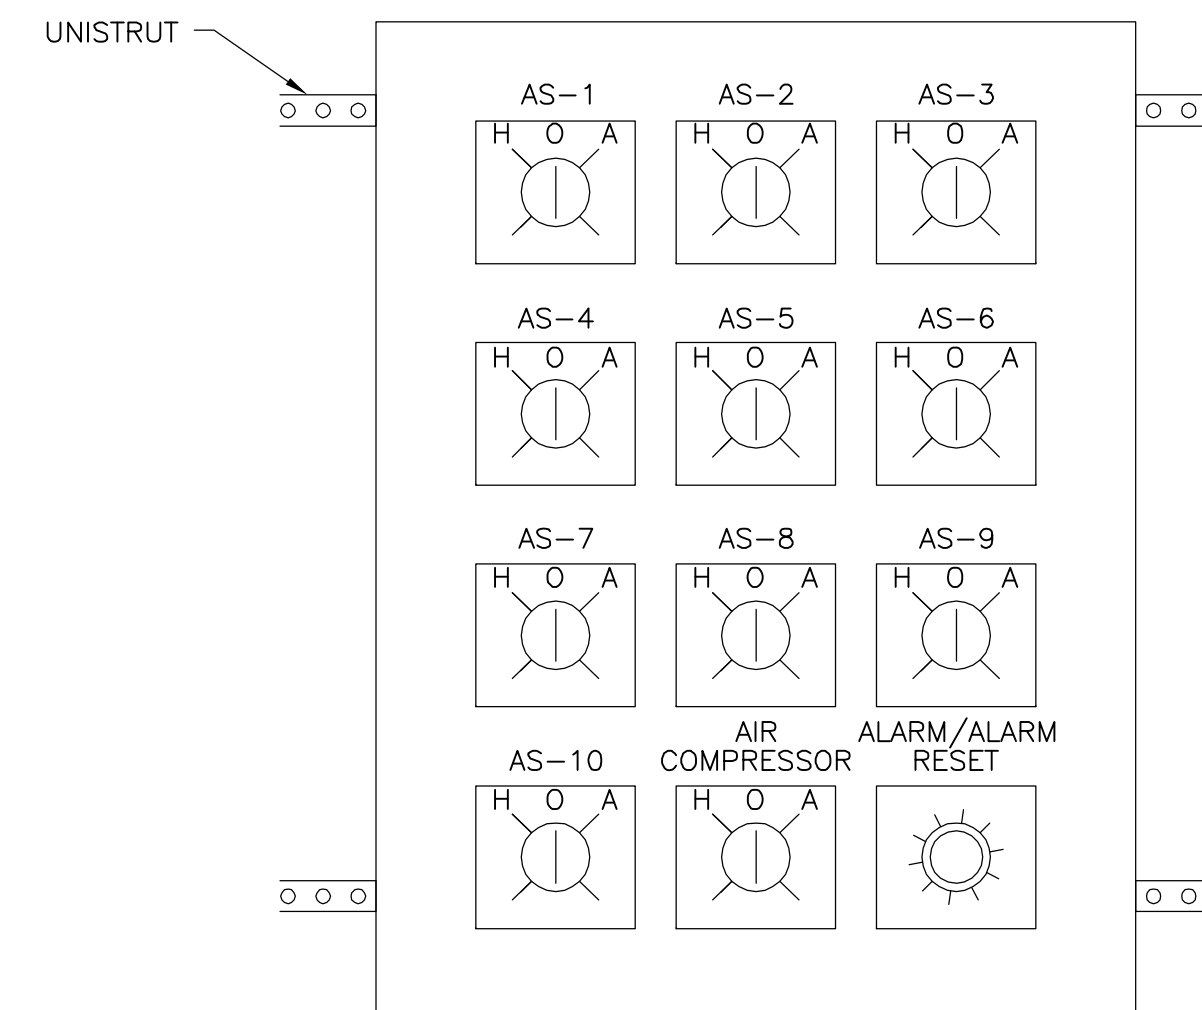 UNISTRUT
AS-1 AS-2 AS-3
H O A H O A H O A
AS-4 AS-5 AS-6
H O A H O A H O A
AS-7 AS-8 AS-9
H O A H O A H O A
AIR ALARM/ALARM
AS-10 COMPRESSOR RESET
H O A H O A